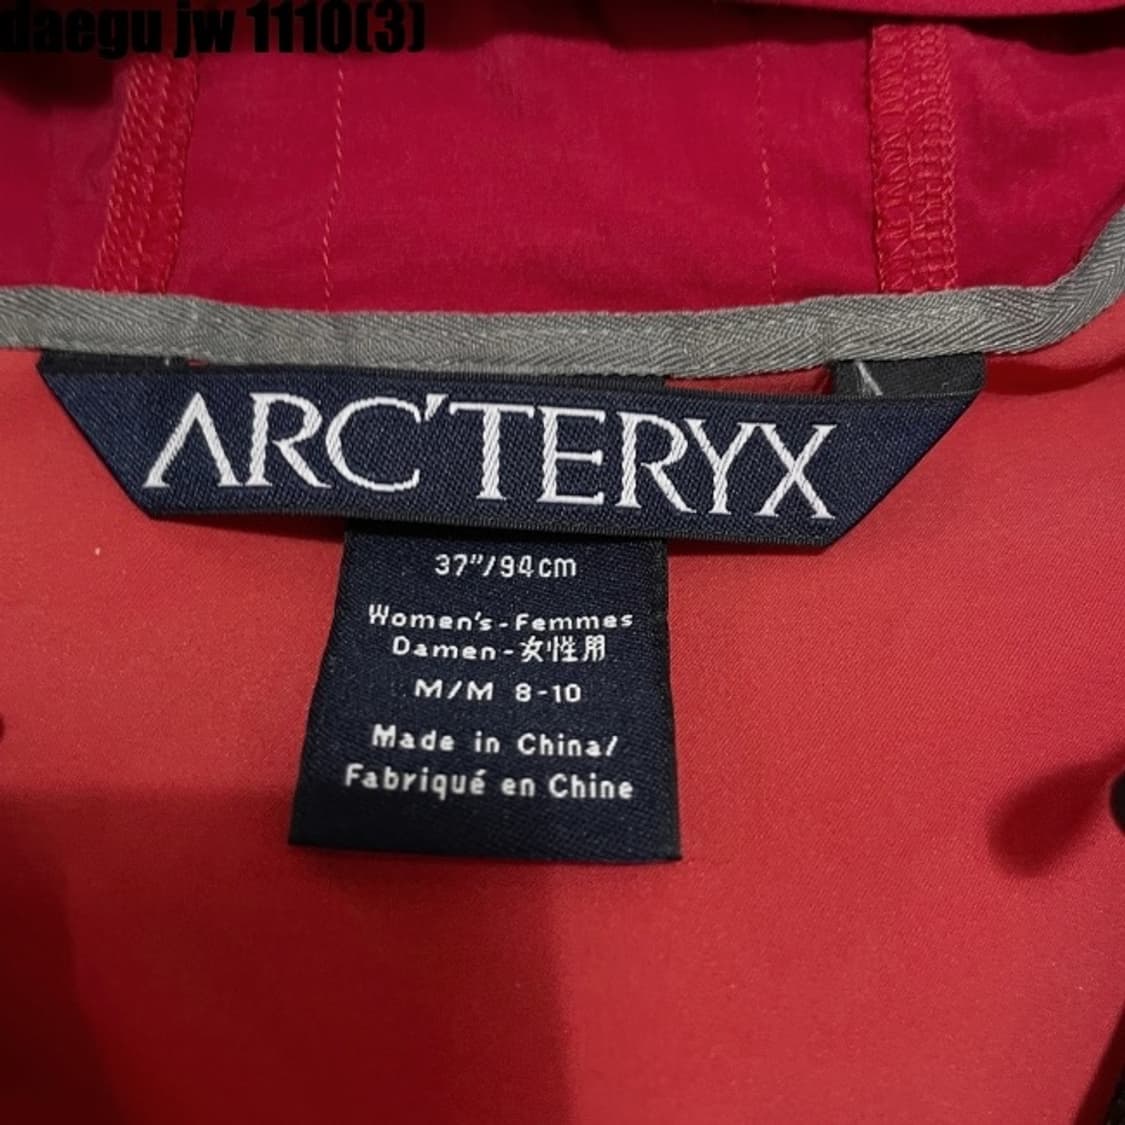 daegu jw 1110(3)
ARC'TERYX
37"/94cm
Women's-Femmes
Damen-女性用
M/M 8-10
Made in China/
Fabriqué en Chine